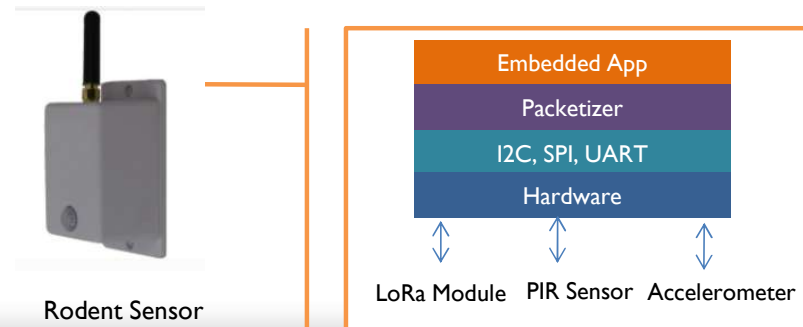 Embedded App
Packetizer
I2C, SPI, UART
Hardware
LoRa Module PIR Sensor Accelerometer
Rodent Sensor